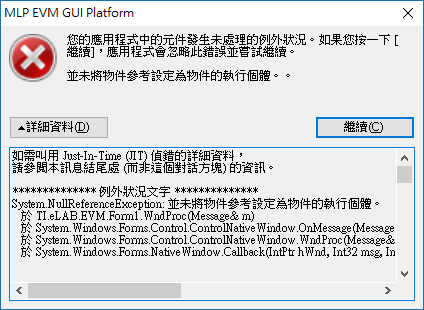 MLP EVM GUI Platform
您的應用程式中的元件發生未處理的例外狀況。如果您按一下 [
繼續]，應用程式會忽略此錯誤並嘗試繼續。
並未將物件參考設定為物件的執行個體。。
詳細資料(D)
繼續(C)
如需叫用 Just-In-Time (JIT) 偵錯的詳細資料，
請參閱本訊息結尾處 (而非這個對話方塊) 的資訊。
************** 例外狀況文字 **************
System.NullReferenceException: 並未將物件參考設定為物件的執行個體。
於 TI.eLAB.EVM.Form1.WndProc(Message& m)
於 System.Windows.Forms.Control.ControlNativeWindow.OnMessage(Message
於 System.Windows.Forms.Control.ControlNativeWindow.WndProc(Message&
於 System.Windows.Forms.NativeWindow.Callback(IntPtr hWnd, Int32 msg, In